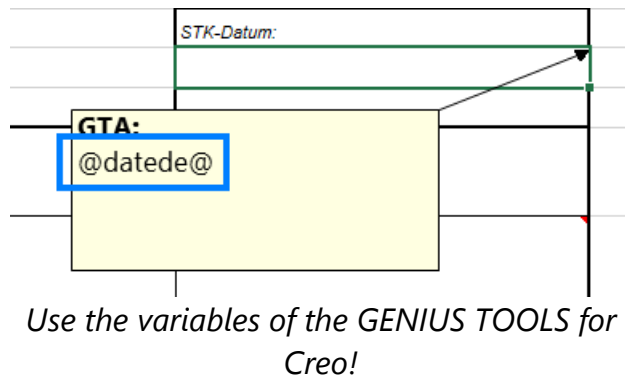 STK-Datum:
GTA:
@datede@
Use the variables of the GENIUS TOOLS for
Creo!